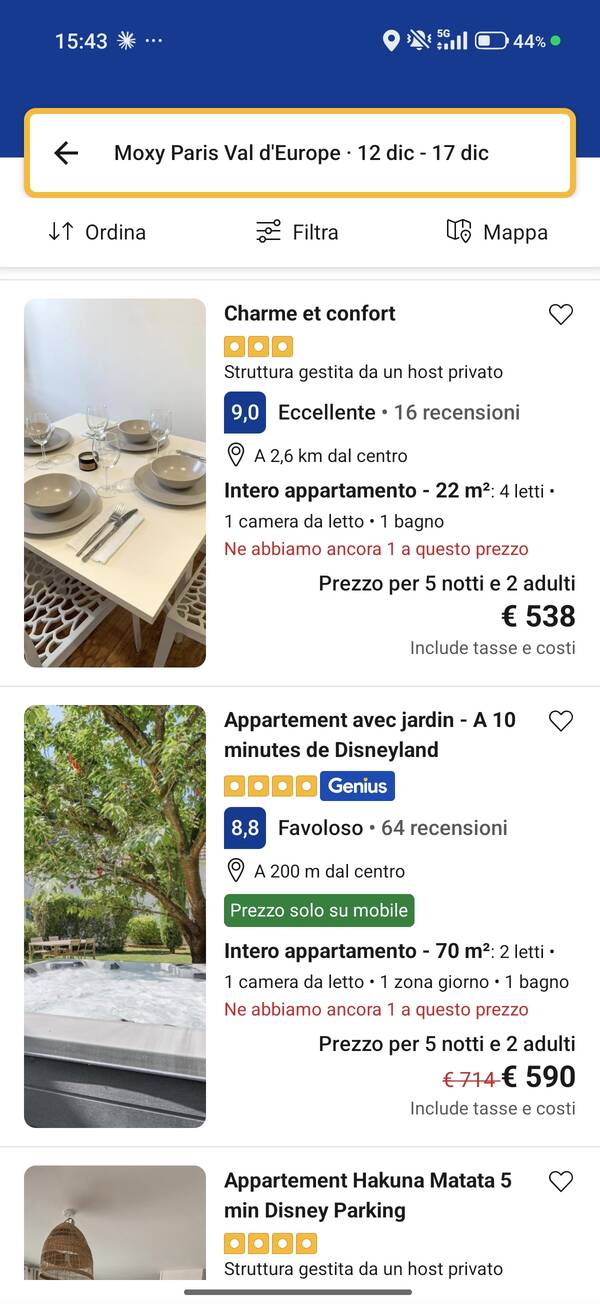 15:43
5G 44%
Moxy Paris Val d'Europe · 12 dic - 17 dic
Ordina Filtra Mappa
Charme et confort
Struttura gestita da un host privato
9,0 Eccellente • 16 recensioni
A 2,6 km dal centro
Intero appartamento - 22 m²: 4 letti •
1 camera da letto • 1 bagno
Ne abbiamo ancora 1 a questo prezzo
Prezzo per 5 notti e 2 adulti
€ 538
Include tasse e costi
Appartement avec jardin - A 10
minutes de Disneyland
Genius
8,8 Favoloso • 64 recensioni
A 200 m dal centro
Prezzo solo su mobile
Intero appartamento - 70 m²: 2 letti •
1 camera da letto • 1 zona giorno • 1 bagno
Ne abbiamo ancora 1 a questo prezzo
Prezzo per 5 notti e 2 adulti
€ 714 € 590
Include tasse e costi
Appartement Hakuna Matata 5
min Disney Parking
Struttura gestita da un host privato